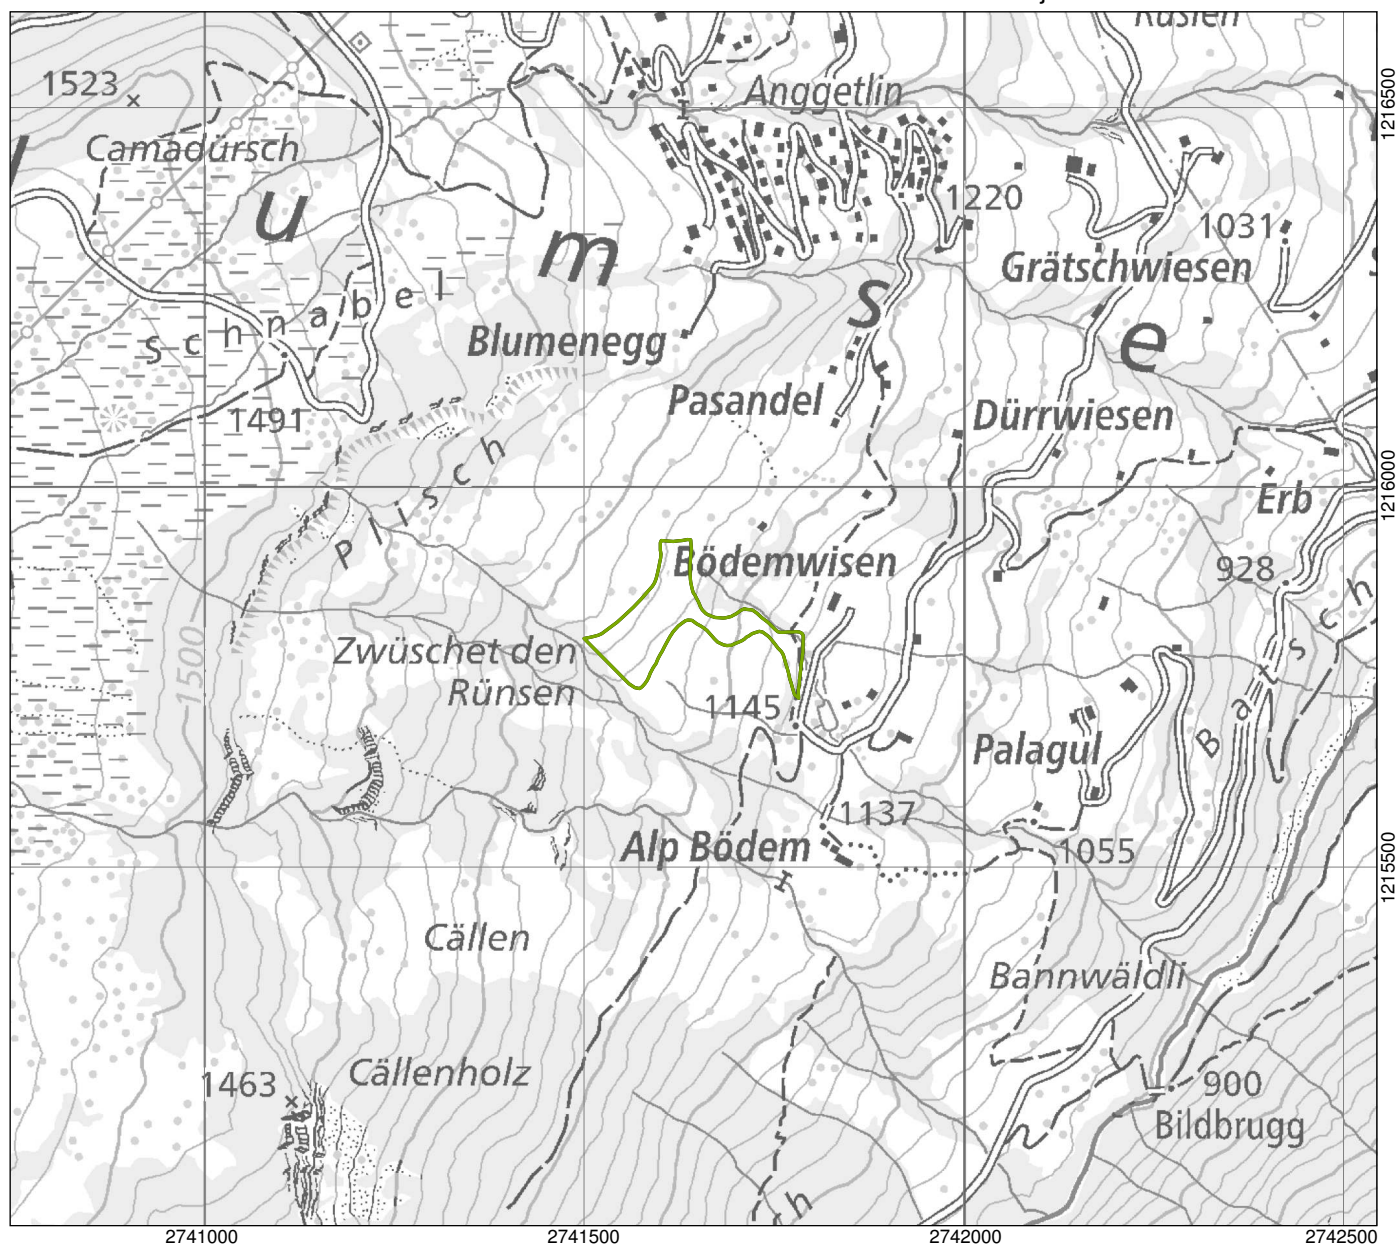 1523
Camadürsch
Anggetlin
1220
1031
Grätschwiesen
u
m
s
e
Schnabel
Blumenegg
Pasandel
Dürrwiesen
1491
Plisch
Erb
Bödemwisen
928
Zwüschet den
Rünsen
1500
1145
Palagul
Balsch
1137
Alp Bödem
1055
Cällen
Bannwäldli
Cällenholz
1463
900
Bildbrugg
h
1216500
1216000
1215500
2741000
2741500
2742000
2742500